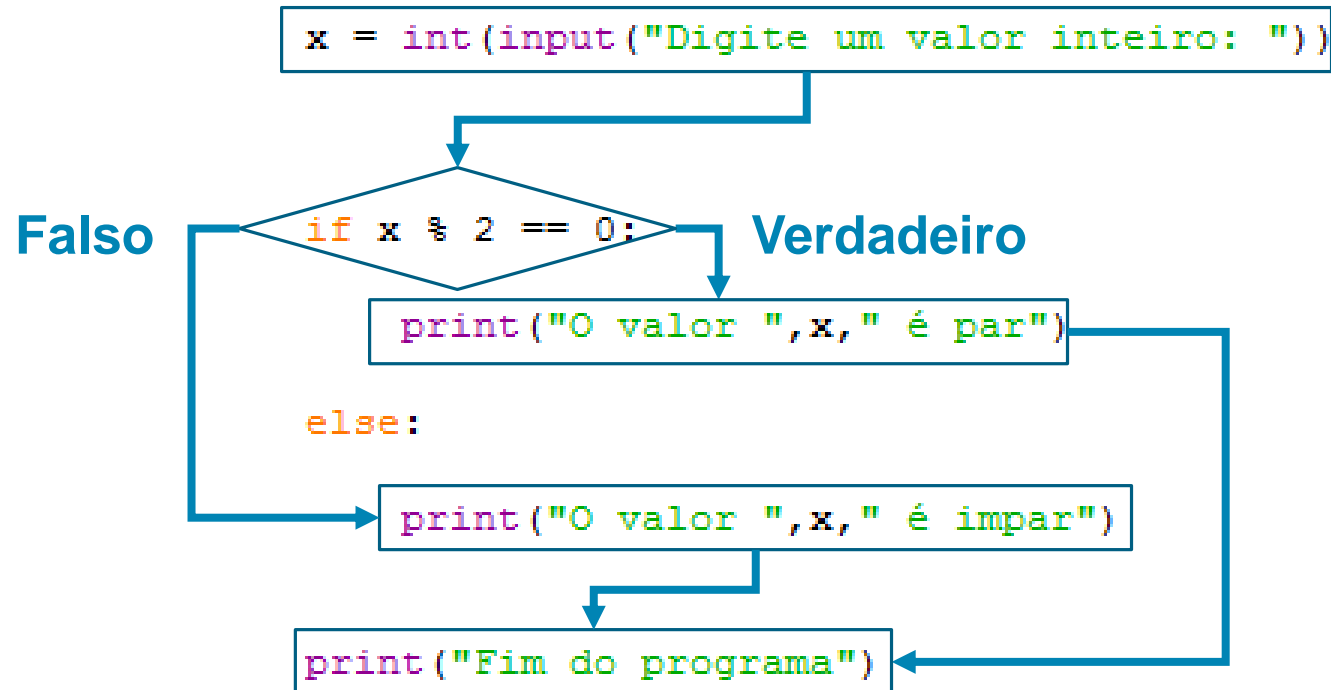 x = int(input("Digite um valor inteiro: "))
Falso
if x % 2 == 0:
Verdadeiro
print("O valor ",x," é par")
else:
print("O valor ",x," é impar")
print("Fim do programa")